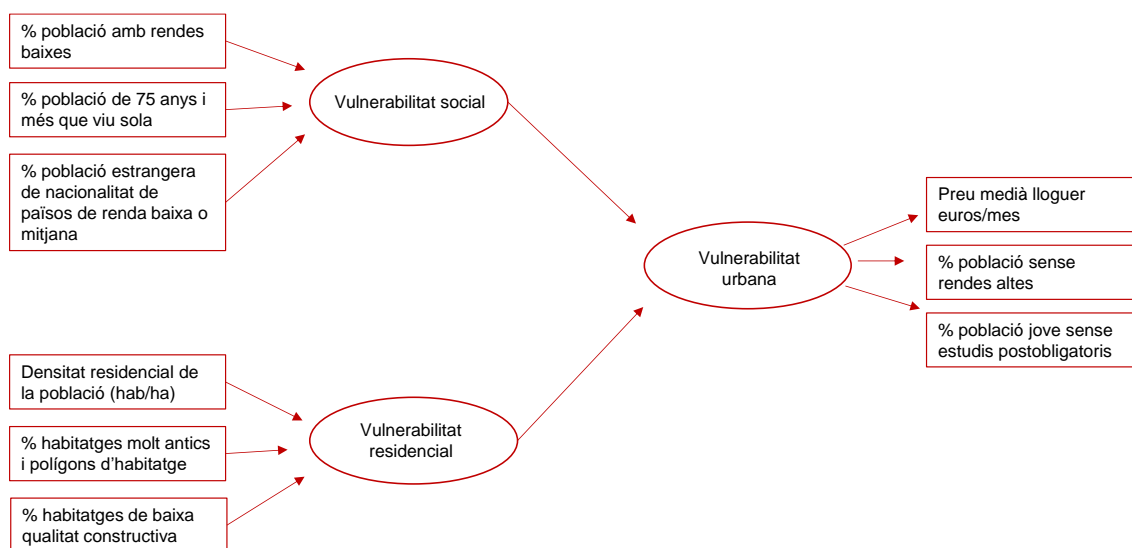 % població amb rendes
baixes
% població de 75 anys i
més que viu sola
% població estrangera
de nacionalitat de
països de renda baixa o
mitjana
Vulnerabilitat social
Densitat residencial de
la població (hab/ha)
% habitatges molt antics
i polígons d'habitatge
% habitatges de baixa
qualitat constructiva
Vulnerabilitat
residencial
Vulnerabilitat
urbana
Preu medià lloguer
euros/mes
% població sense
rendes altes
% població jove sense
estudis postobligatoris